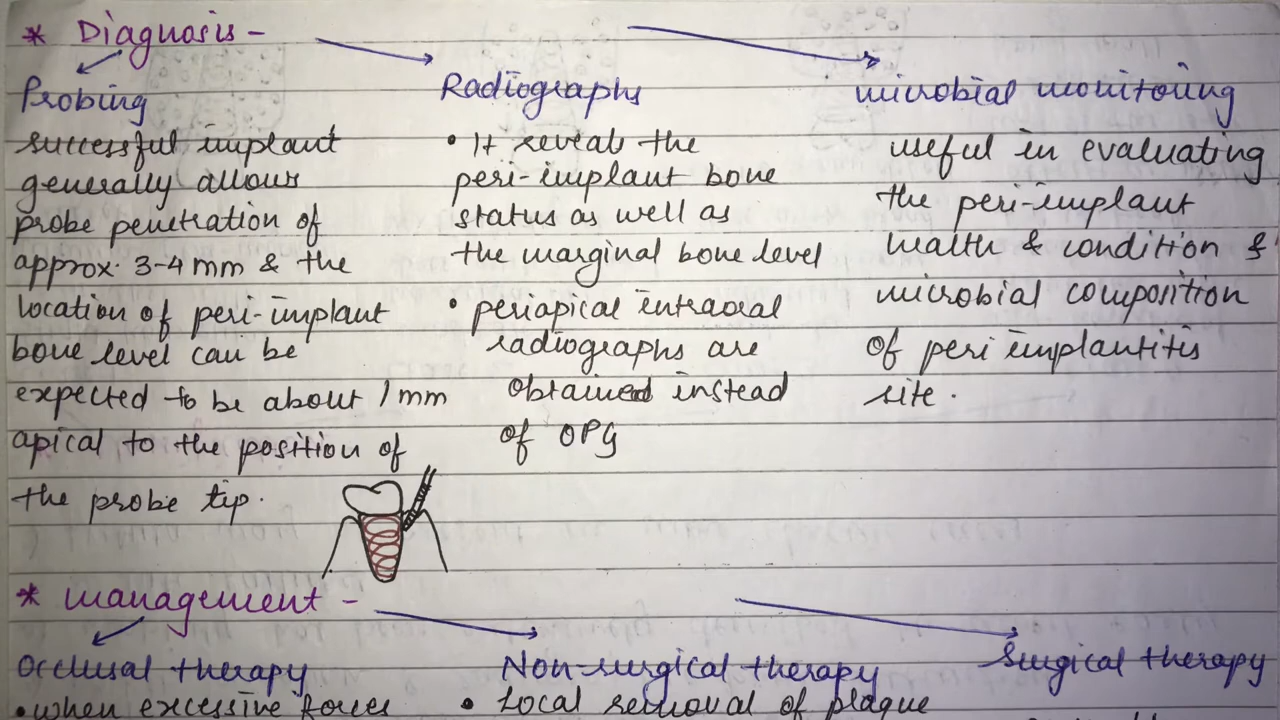 * Diagnosis -
Probing
successful implant
generally allows
probe penetration of
approx. 3-4 mm & the
location of peri-implant
bone level can be
expected to be about 1 mm
apical to the position of
the probe tip.
Radiographs
• It reveals the
peri-implant bone
status as well as
the marginal bone level
• periapical intraoral
radiographs are
obtained instead
of OPG
microbial monitoring
useful in evaluating
the peri-implant
health & condition &
microbial composition
of peri implantitis
site.
* Management -
Occlusal therapy
• when excessive forces
Non-surgical therapy
• Local removal of plaque
Surgical therapy